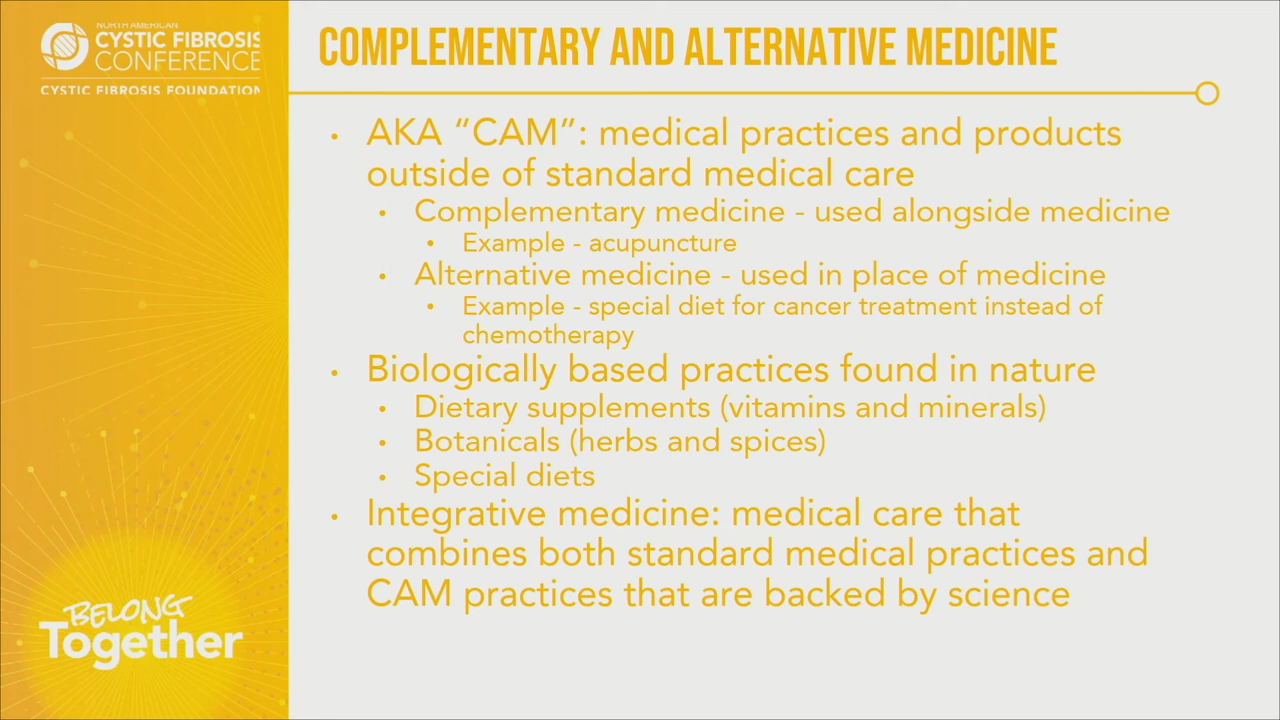 NORTH AMERICAN
CYSTIC FIBROSIS
CONFERENCE
CYSTIC FIBROSIS FOUNDATION
COMPLEMENTARY AND ALTERNATIVE MEDICINE
• AKA “CAM”: medical practices and products
outside of standard medical care
• Complementary medicine - used alongside medicine
• Example - acupuncture
• Alternative medicine - used in place of medicine
• Example - special diet for cancer treatment instead of
chemotherapy
• Biologically based practices found in nature
• Dietary supplements (vitamins and minerals)
• Botanicals (herbs and spices)
• Special diets
• Integrative medicine: medical care that
combines both standard medical practices and
CAM practices that are backed by science
BELONG
Together